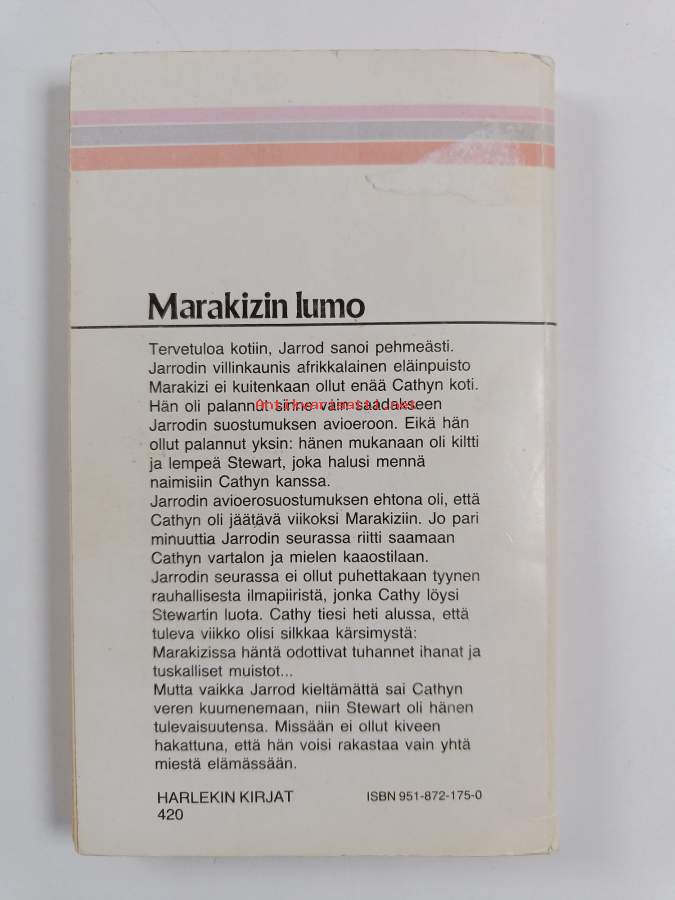 Marakizin lumo
Tervetuloa kotiin, Jarrod sanoi pehmeästi.
Jarrodin villinkaunis afrikkalainen eläinpuisto
Marakizi ei kuitenkaan ollut enää Cathyn koti.
Hän oli palannut sinne vain saadakseen
Antikvariaatti.net
Jarrodin suostumuksen avioeroon. Eikä hän
ollut palannut yksin: hänen mukanaan oli kiltti
ja lempeä Stewart, joka halusi mennä
naimisiin Cathyn kanssa.
Jarrodin avioerosuostumuksen ehtona oli, että
Cathyn oli jäätävä viikoksi Marakiziin. Jo pari
minuuttia Jarrodin seurassa riitti saamaan
Cathyn vartalon ja mielen kaaostilaan.
Jarrodin seurassa ei ollut puhettakaan tyynen
rauhallisesta ilmapiiristä, jonka Cathy löysi
Stewartin luota. Cathy tiesi heti alussa, että
tuleva viikko olisi silkkaa kärsimystä:
Marakizissa häntä odottivat tuhannet ihanat ja
tuskalliset muistot...
Mutta vaikka Jarrod kieltämättä sai Cathyn
veren kuumenemaan, niin Stewart oli hänen
tulevaisuutensa. Missään ei ollut kiveen
hakattuna, että hän voisi rakastaa vain yhtä
miestä elämässään.
HARLEKIN KIRJAT ISBN 951-872-175-0
420